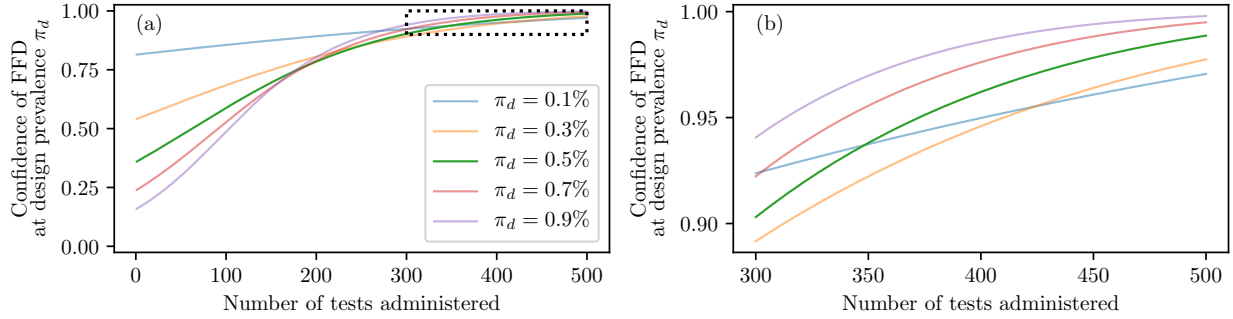 (a)
Confidence of FFD
at design prevalence π_d
1.00
0.75
0.50
0.25
0.00
π_d = 0.1%
π_d = 0.3%
π_d = 0.5%
π_d = 0.7%
π_d = 0.9%
0 100 200 300 400 500
Number of tests administered
(b)
Confidence of FFD
at design prevalence π_d
0.95
0.90
300 350 400 450 500
Number of tests administered